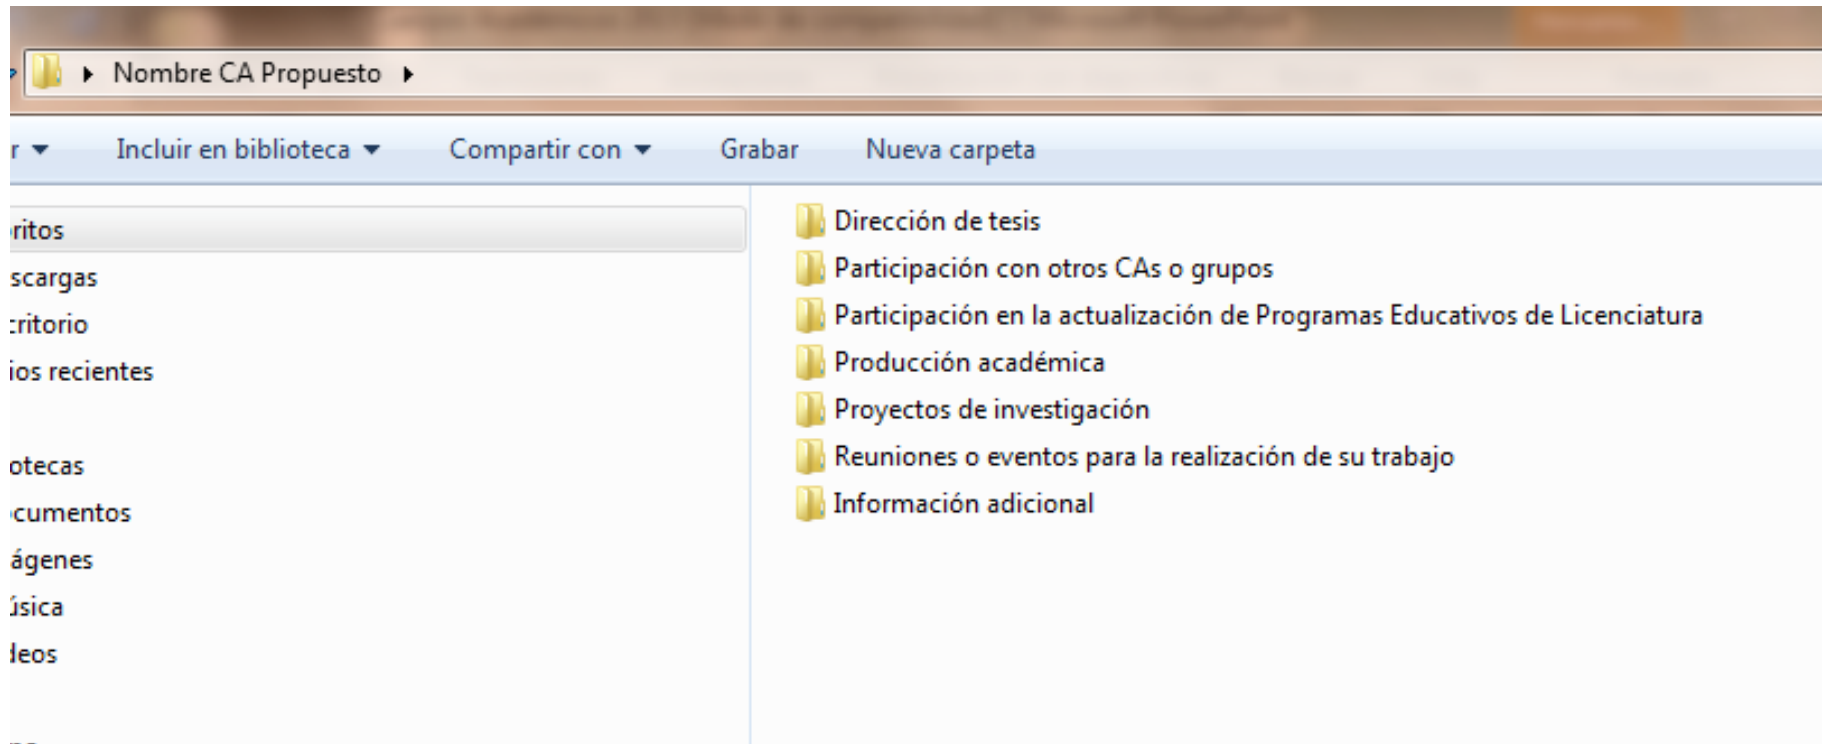 Nombre CA Propuesto
r Incluir en biblioteca Compartir con Grabar Nueva carpeta
ritos
scargas
critorio
ios recientes
otecas
cumentos
ágenes
úsica
deos
Dirección de tesis
Participación con otros CAs o grupos
Participación en la actualización de Programas Educativos de Licenciatura
Producción académica
Proyectos de investigación
Reuniones o eventos para la realización de su trabajo
Información adicional